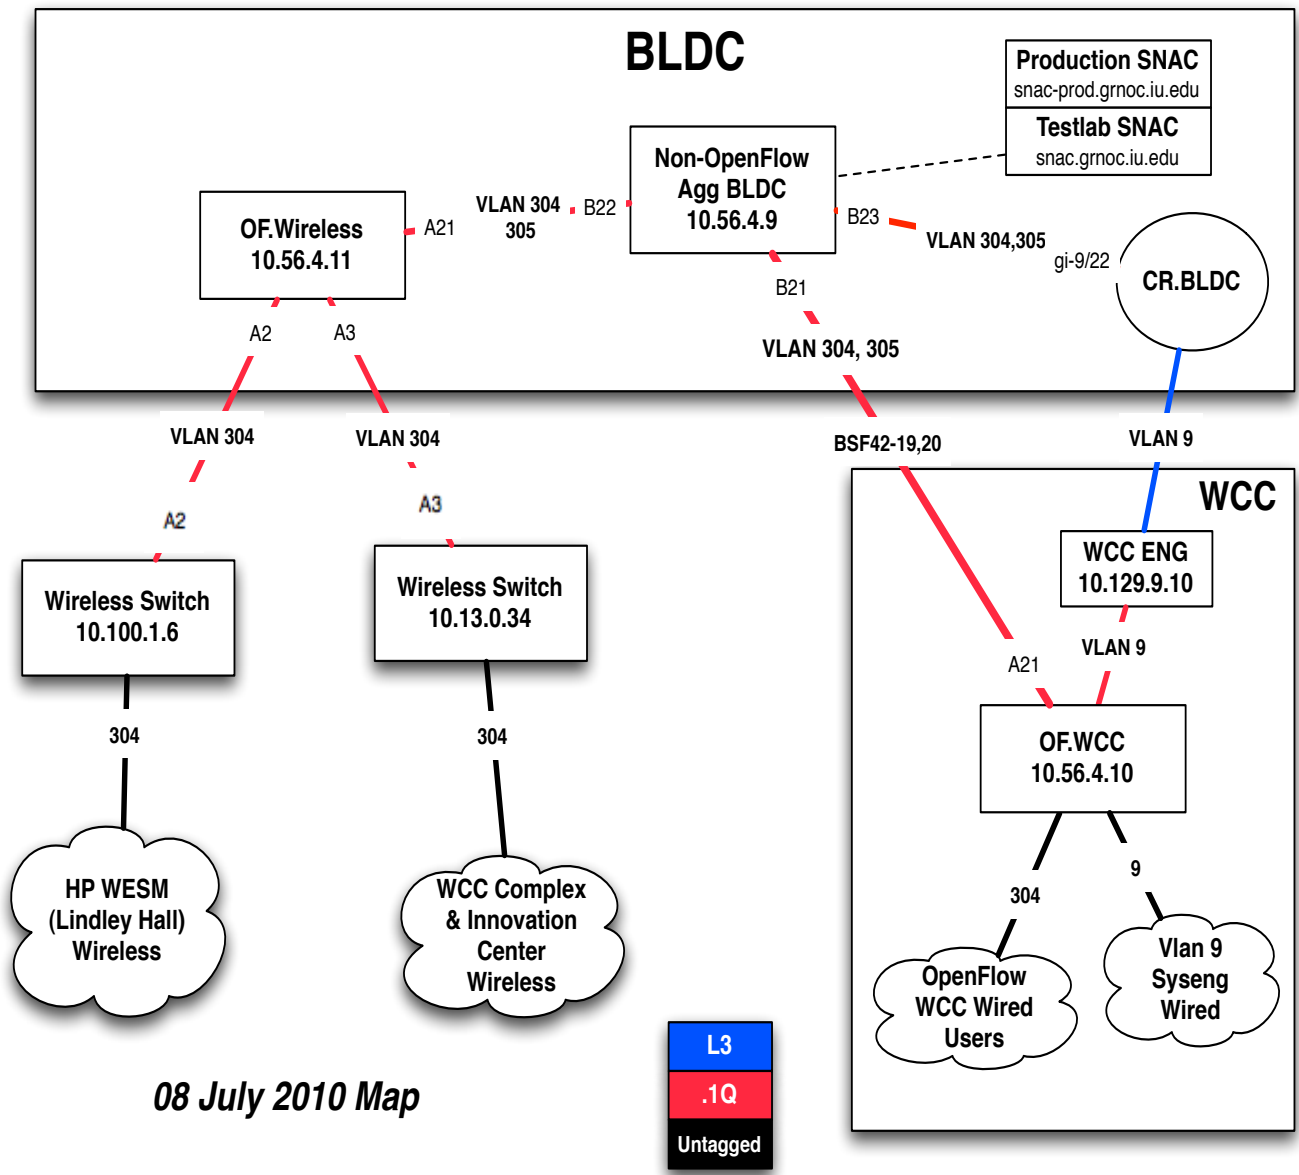 BLDC
Production SNAC
snac-prod.grnoc.iu.edu
Testlab SNAC
snac.grnoc.iu.edu
Non-OpenFlow
Agg BLDC
10.56.4.9
OF.Wireless
10.56.4.11
A21
VLAN 304
305
B22
B23
VLAN 304,305
gi-9/22
CR.BLDC
B21
VLAN 304, 305
A2
A3
VLAN 304
VLAN 304
BSF42-19,20
VLAN 9
WCC
A2
A3
Wireless Switch
10.100.1.6
Wireless Switch
10.13.0.34
WCC ENG
10.129.9.10
VLAN 9
A21
OF.WCC
10.56.4.10
304
304
304
9
HP WESM
(Lindley Hall)
Wireless
WCC Complex
& Innovation
Center
Wireless
OpenFlow
WCC Wired
Users
Vlan 9
Syseng
Wired
L3
.1Q
Untagged
08 July 2010 Map